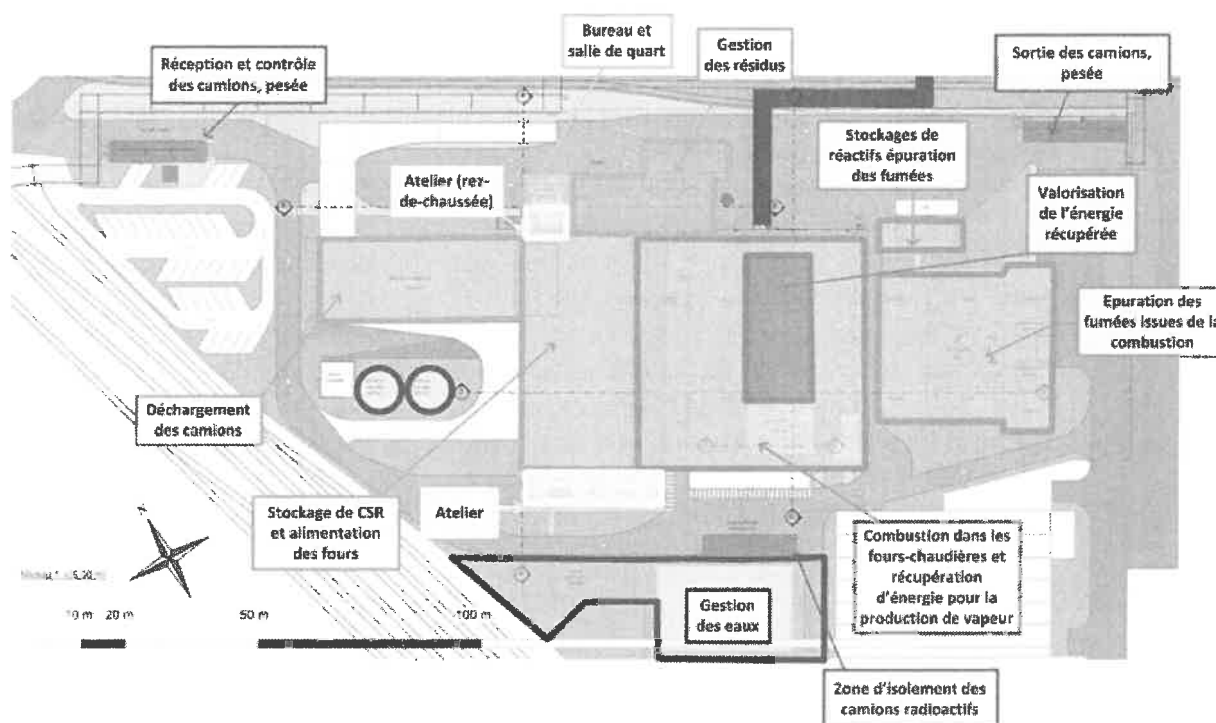 Bureau et
salle de quart
Gestion
des résidus
Sortie des camions,
pesée
Réception et contrôle
des camions, pesée
Stockages de
réactifs épuration
des fumées
Atelier (rez-
de-chaussée)
Valorisation
de l'énergie
récupérée
Epuration des
fumées issues de la
combustion
Déchargement
des camions
Stockage de CSR
et alimentation
des fours
Atelier
Combustion dans les
fours-chaudières et
récupération
d'énergie pour la
production de vapeur
Gestion
des eaux
10 m 20 m 50 m 100 m
Zone d'isolement des
camions radioactifs